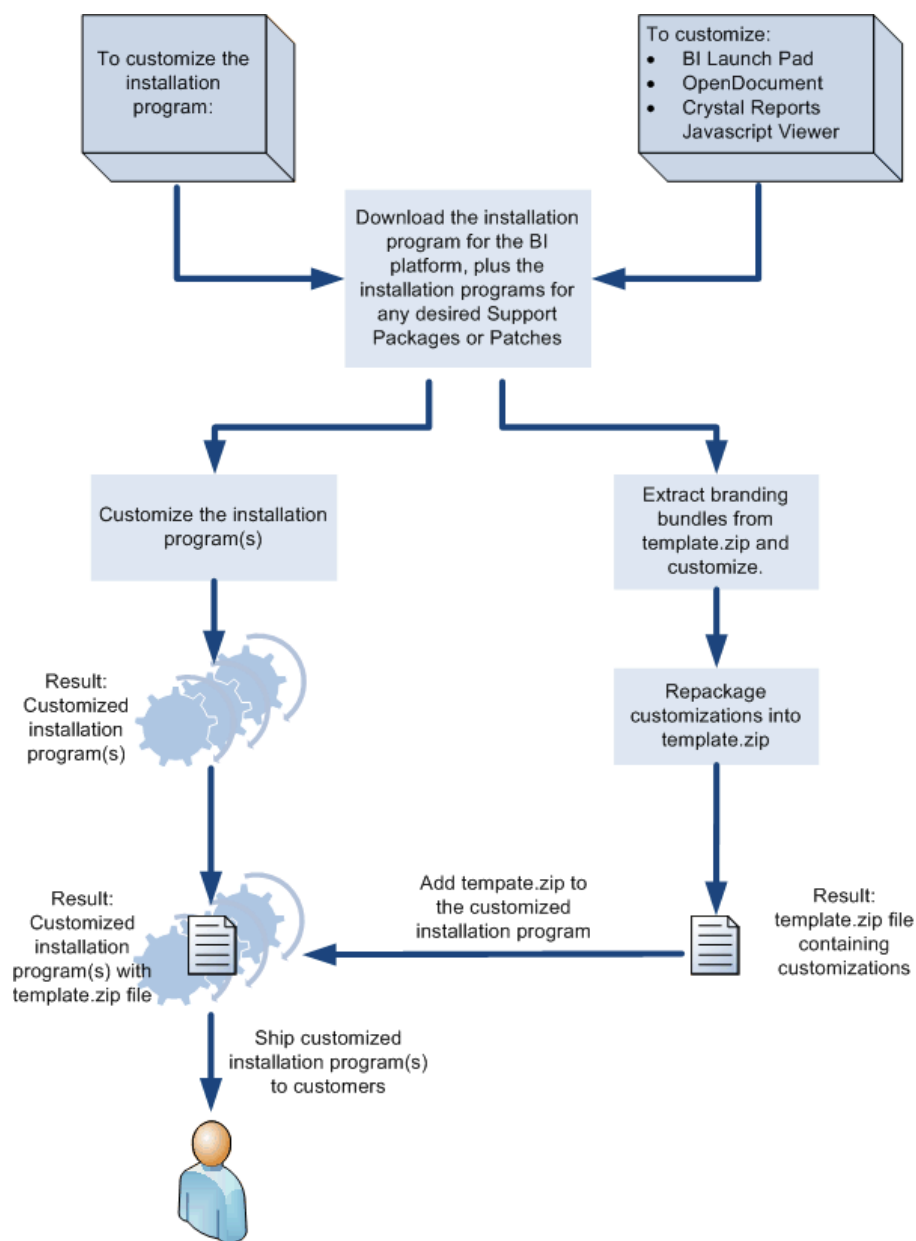 To customize the
installation
program:
To customize:
• BI Launch Pad
• OpenDocument
• Crystal Reports
Javascript Viewer
Download the installation
program for the BI
platform, plus the
installation programs for
any desired Support
Packages or Patches
Customize the installation
program(s)
Extract branding
bundles from
template.zip and
customize.
Result:
Customized
installation
program(s)
Repackage
customizations into
template.zip
Result:
Customized
installation
program(s) with
template.zip file
Add tempate.zip to
the customized
installation program
Result:
template.zip file
containing
customizations
Ship customized
installation program(s)
to customers